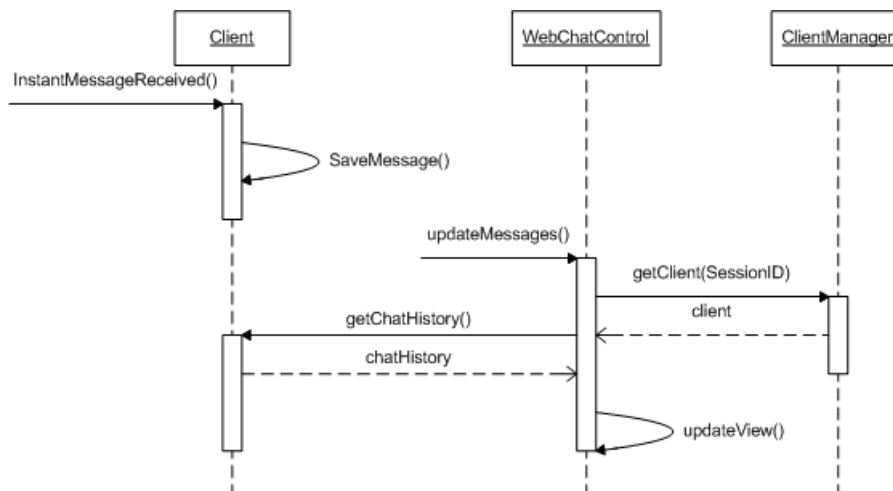 Client
WebChatControl
ClientManager
InstantMessageReceived()
SaveMessage()
updateMessages()
getClient(SessionID)
client
getChatHistory()
chatHistory
updateView()